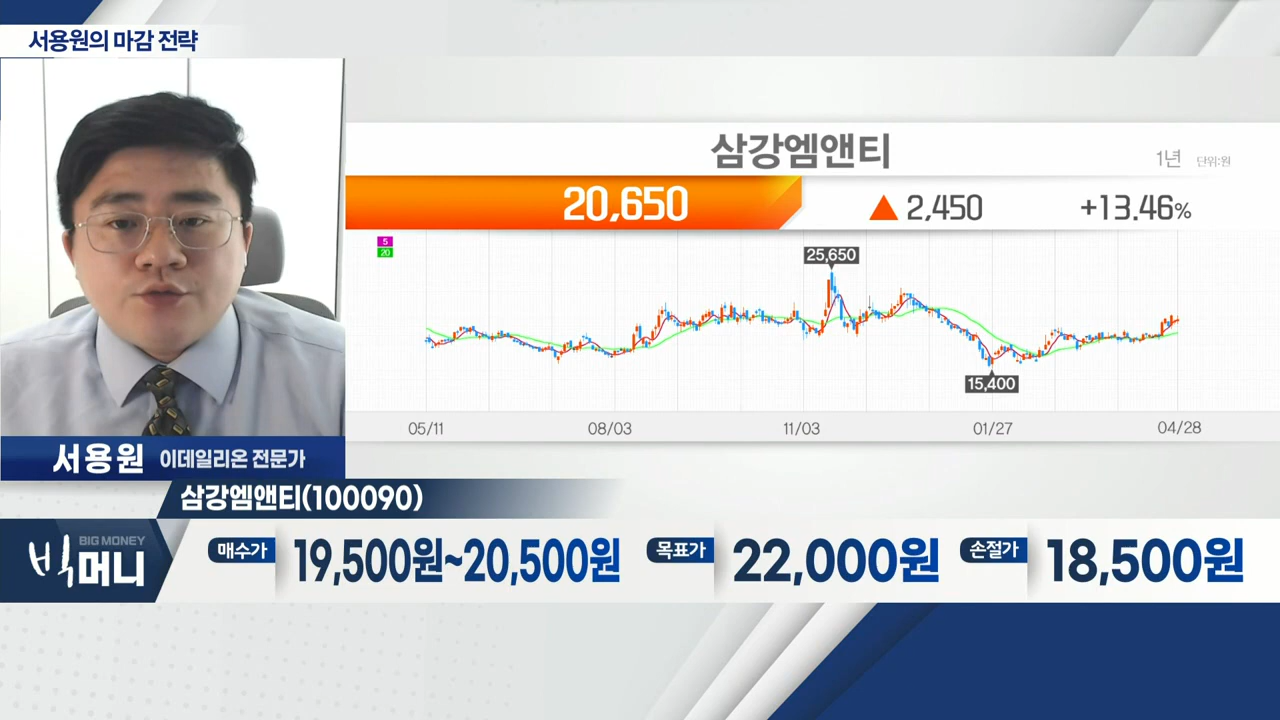 서용원의 마감 전략
삼강엠앤티
1년 단위:원
20,650 ▲ 2,450 +13.46%
5
20
25,650
15,400
05/11 08/03 11/03 01/27 04/28
서용원 이데일리온 전문가
삼강엠앤티(100090)
BIG MONEY
빅머니
매수가 19,500원~20,500원 목표가 22,000원 손절가 18,500원